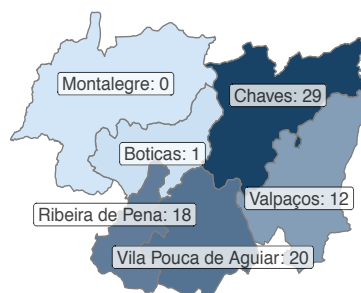 Montalegre: 0
Chaves: 29
Boticas: 1
Valpaços: 12
Ribeira de Pena: 18
Vila Pouca de Aguiar: 20